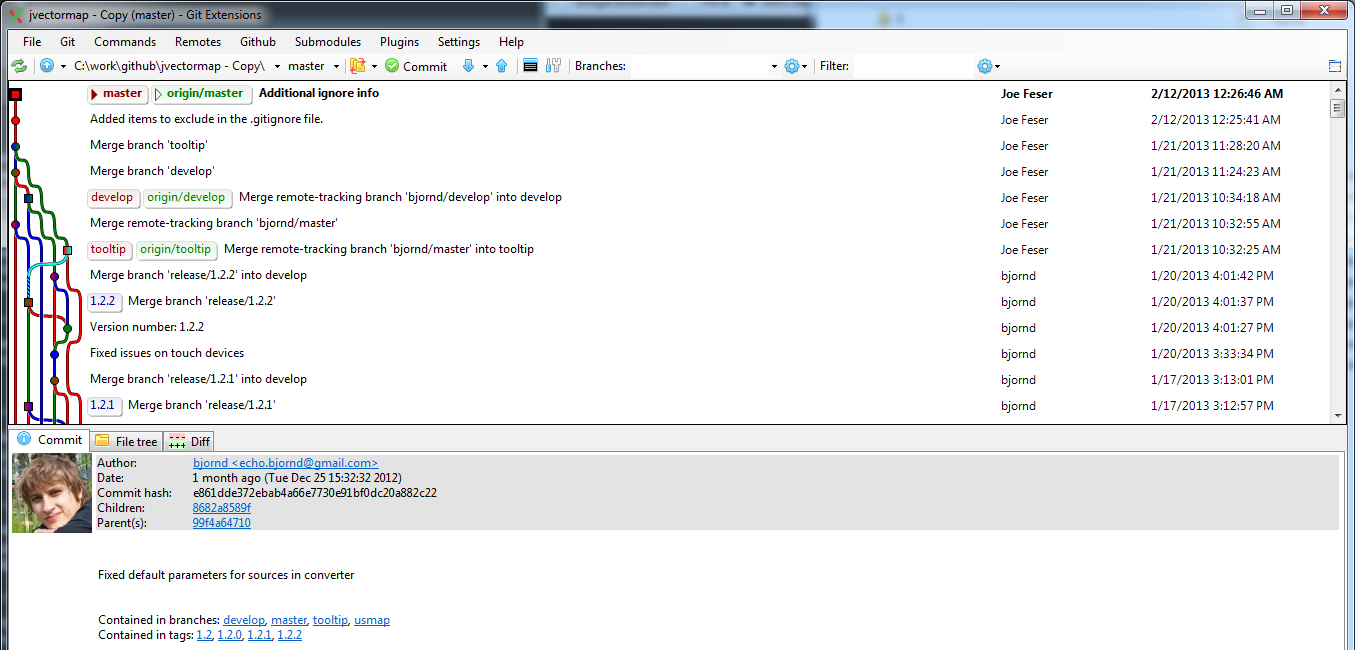 jvectormap - Copy (master) - Git Extensions
File Git Commands Remotes Github Submodules Plugins Settings Help
C:\work\github\jvectormap - Copy\ master Commit Branches: Filter:
master origin/master Additional ignore info Joe Feser 2/12/2013 12:26:46 AM
Added items to exclude in the .gitignore file. Joe Feser 2/12/2013 12:25:41 AM
Merge branch 'tooltip' Joe Feser 1/21/2013 11:28:20 AM
Merge branch 'develop' Joe Feser 1/21/2013 11:24:23 AM
develop origin/develop Merge remote-tracking branch 'bjornd/develop' into develop Joe Feser 1/21/2013 10:34:18 AM
Merge remote-tracking branch 'bjornd/master' Joe Feser 1/21/2013 10:32:55 AM
tooltip origin/tooltip Merge remote-tracking branch 'bjornd/master' into tooltip Joe Feser 1/21/2013 10:32:25 AM
Merge branch 'release/1.2.2' into develop bjornd 1/20/2013 4:01:42 PM
1.2.2 Merge branch 'release/1.2.2' bjornd 1/20/2013 4:01:37 PM
Version number: 1.2.2 bjornd 1/20/2013 4:01:27 PM
Fixed issues on touch devices bjornd 1/20/2013 3:33:34 PM
Merge branch 'release/1.2.1' into develop bjornd 1/17/2013 3:13:01 PM
1.2.1 Merge branch 'release/1.2.1' bjornd 1/17/2013 3:12:57 PM
Commit File tree Diff
Author: bjornd <echo.bjornd@gmail.com>
Date: 1 month ago (Tue Dec 25 15:32:32 2012)
Commit hash: e861dde372ebab4a66e7730e91bf0dc20a882c22
Children: 8682a8589f
Parent(s): 99f4a64710
Fixed default parameters for sources in converter
Contained in branches: develop, master, tooltip, usmap
Contained in tags: 1.2, 1.2.0, 1.2.1, 1.2.2